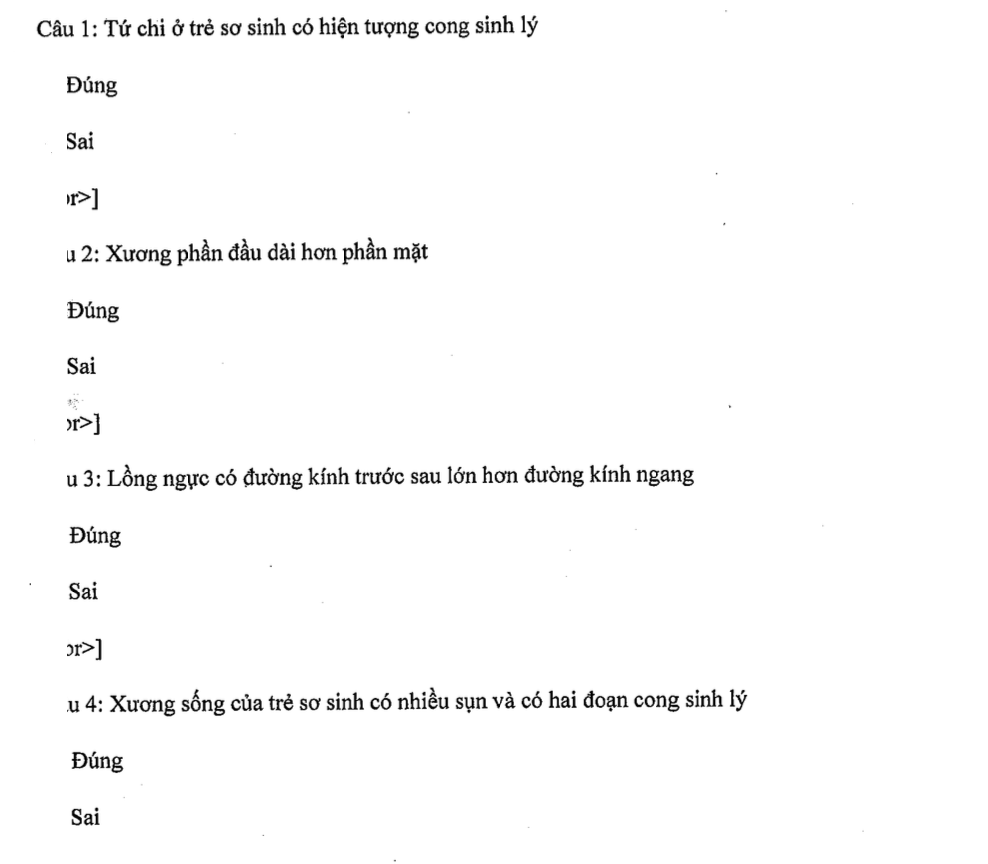 Câu 1: Tứ chi ở trẻ sơ sinh có hiện tượng cong sinh lý
Đúng
Sai
r>]
u 2: Xương phần đầu dài hơn phần mặt
Đúng
Sai
r>]
u 3: Lồng ngực có đường kính trước sau lớn hơn đường kính ngang
Đúng
Sai
r>]
u 4: Xương sống của trẻ sơ sinh có nhiều sụn và có hai đoạn cong sinh lý
Đúng
Sai